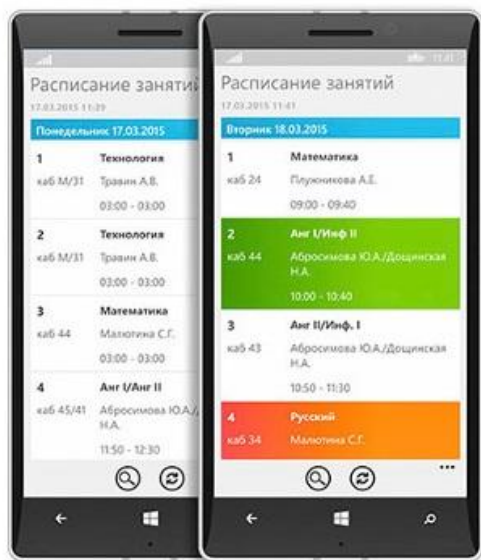 Расписание заняти
17.03.2015 11:39
Понедельник 17.03.2015
1 Технология
каб М/31 Травин А.В.
03:00 - 03:00
2 Технология
каб М/31 Травин А.В.
03:00 - 03:00
3 Математика
каб 44 Малютина С.Г.
03:00 - 03:00
4 Анг I/Анг II
каб 45/41 Абросимова Ю.А./
Н.А.
11:50 - 12:30
11:41
Расписание занятий
17.03.2015 11:41
Вторник 18.03.2015
1 Математика
каб 24 Плужникова А.Е.
09:00 - 09:40
2 Анг I/Инф II
каб 44 Абросимова Ю.А./Дощинская
Н.А.
10:00 - 10:40
3 Анг II/Инф. I
каб 43 Абросимова Ю.А./Дощинская
Н.А.
10:50 - 11:30
4 Русский
каб 34 Малютина С.Г.